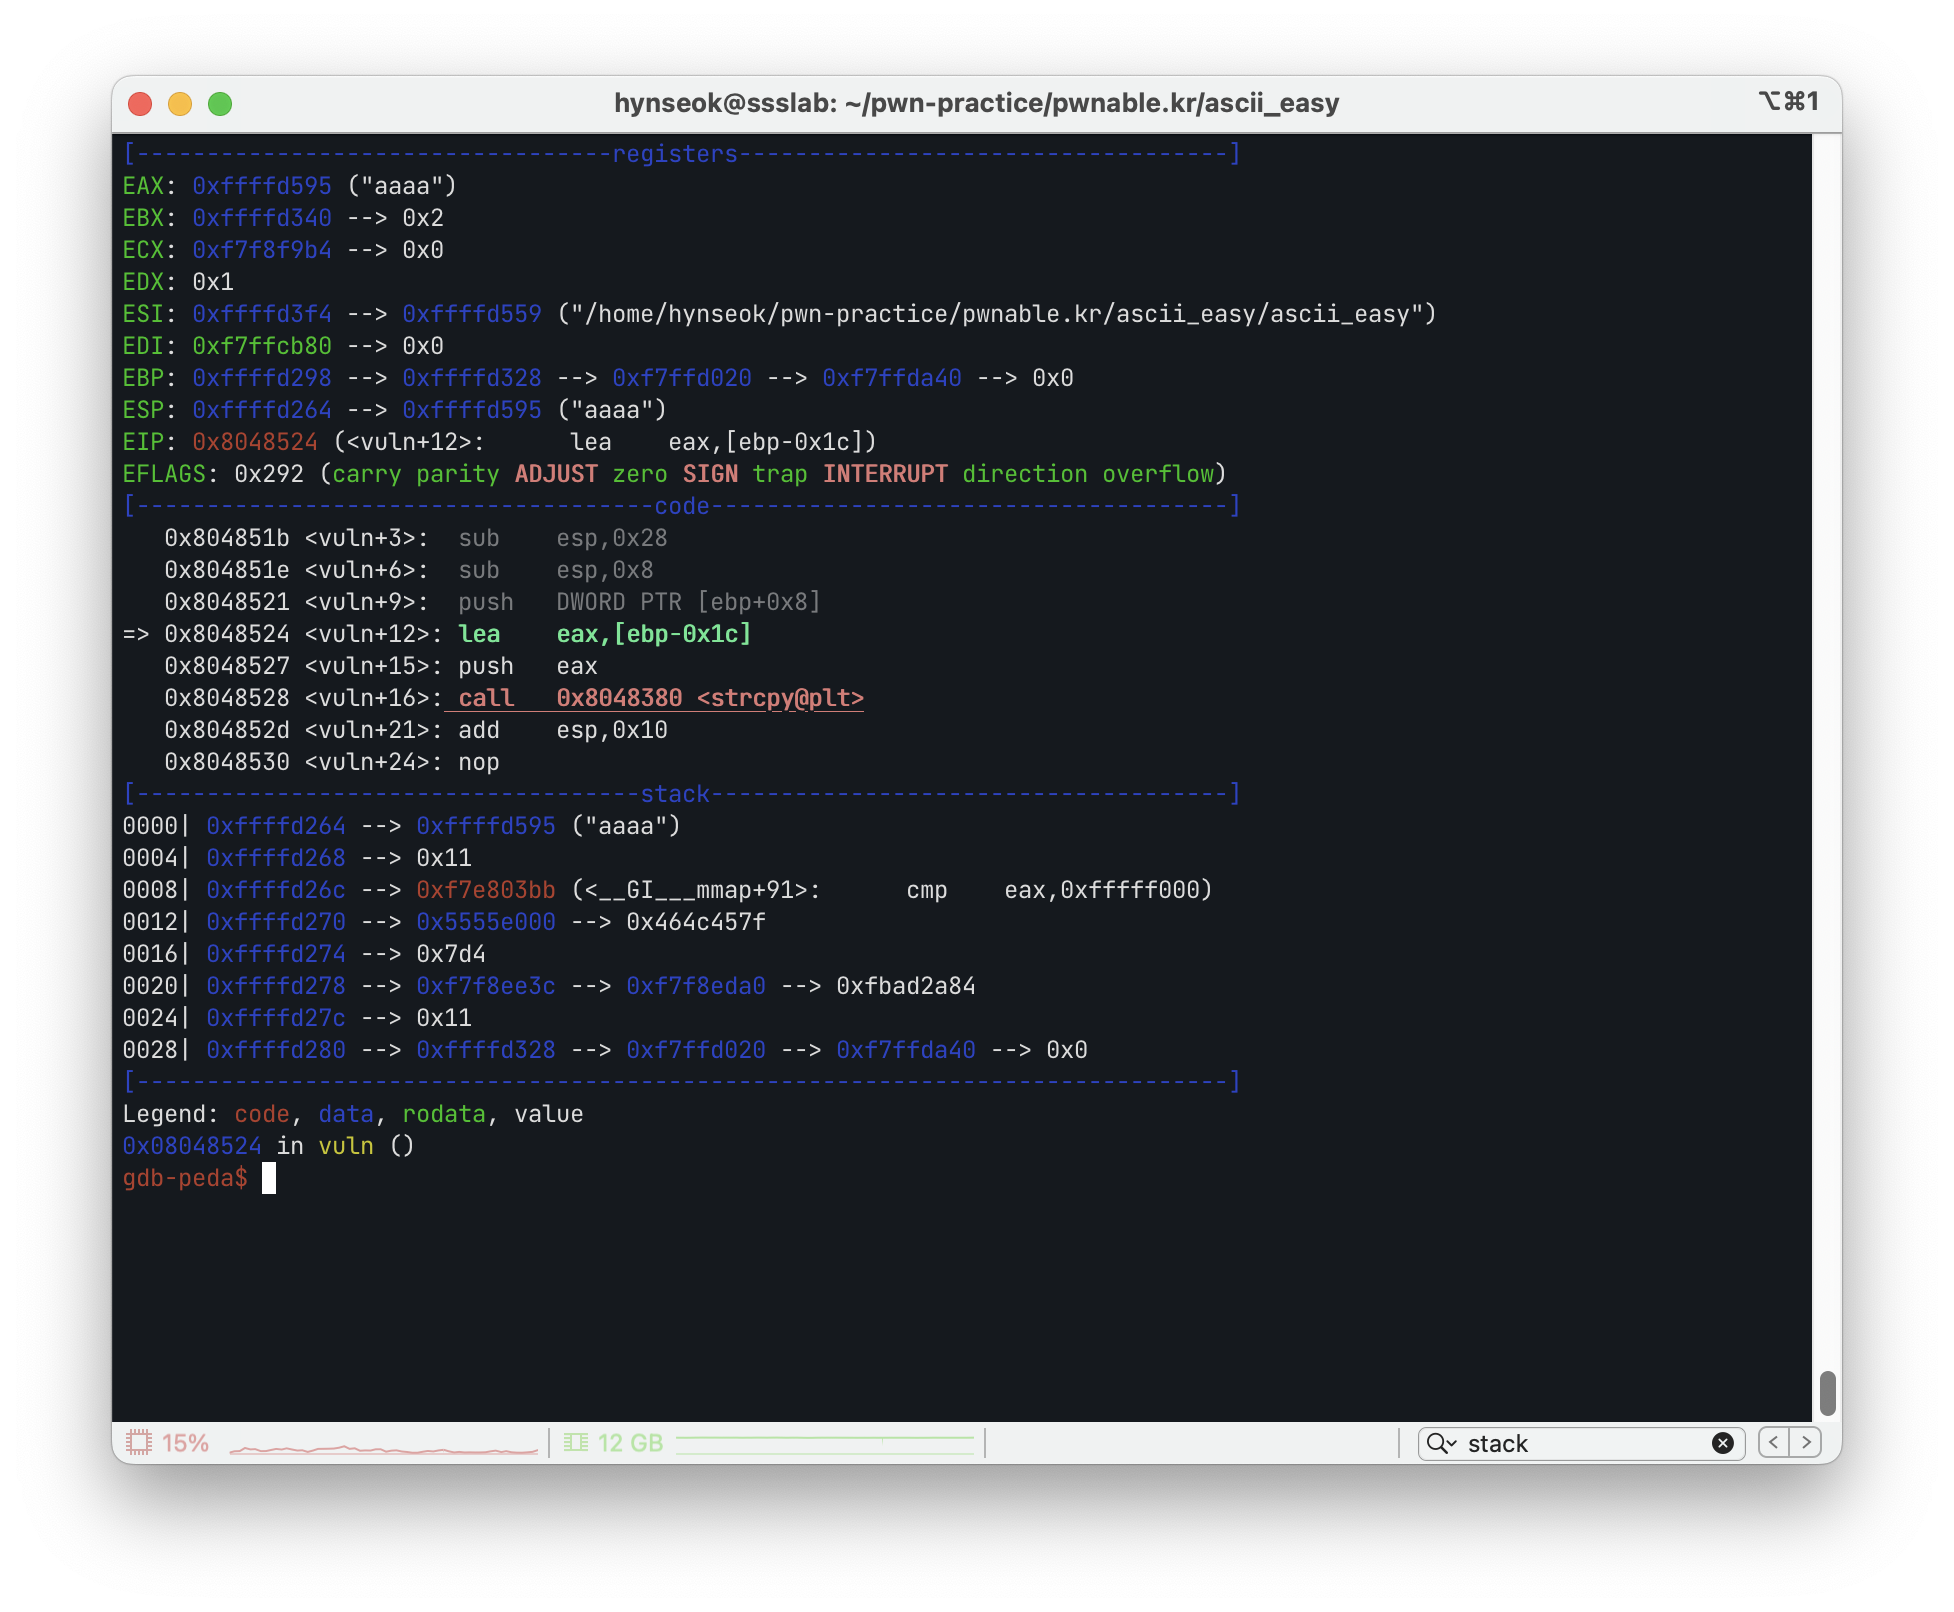 hynseok@ssslab: ~/pwn-practice/pwnable.kr/ascii_easy
⌥⌘1
[----------------------------------registers-----------------------------------]
EAX: 0xffffd595 ("aaaa")
EBX: 0xffffd340 --> 0x2
ECX: 0xf7f8f9b4 --> 0x0
EDX: 0x1
ESI: 0xffffd3f4 --> 0xffffd559 ("/home/hynseok/pwn-practice/pwnable.kr/ascii_easy/ascii_easy")
EDI: 0xf7ffcb80 --> 0x0
EBP: 0xffffd298 --> 0xffffd328 --> 0xf7ffd020 --> 0xf7ffda40 --> 0x0
ESP: 0xffffd264 --> 0xffffd595 ("aaaa")
EIP: 0x8048524 (<vuln+12>:      lea    eax,[ebp-0x1c])
EFLAGS: 0x292 (carry parity ADJUST zero SIGN trap INTERRUPT direction overflow)
[-------------------------------------code-------------------------------------]
   0x804851b <vuln+3>:  sub    esp,0x28
   0x804851e <vuln+6>:  sub    esp,0x8
   0x8048521 <vuln+9>:  push   DWORD PTR [ebp+0x8]
=> 0x8048524 <vuln+12>: lea    eax,[ebp-0x1c]
   0x8048527 <vuln+15>: push   eax
   0x8048528 <vuln+16>: call   0x8048380 <strcpy@plt>
   0x804852d <vuln+21>: add    esp,0x10
   0x8048530 <vuln+24>: nop
[------------------------------------stack-------------------------------------]
0000| 0xffffd264 --> 0xffffd595 ("aaaa")
0004| 0xffffd268 --> 0x11
0008| 0xffffd26c --> 0xf7e803bb (<__GI___mmap+91>:      cmp    eax,0xfffff000)
0012| 0xffffd270 --> 0x5555e000 --> 0x464c457f
0016| 0xffffd274 --> 0x7d4
0020| 0xffffd278 --> 0xf7f8ee3c --> 0xf7f8eda0 --> 0xfbad2a84
0024| 0xffffd27c --> 0x11
0028| 0xffffd280 --> 0xffffd328 --> 0xf7ffd020 --> 0xf7ffda40 --> 0x0
[------------------------------------------------------------------------------]
Legend: code, data, rodata, value
0x08048524 in vuln ()
gdb-peda$
15%
12 GB
stack